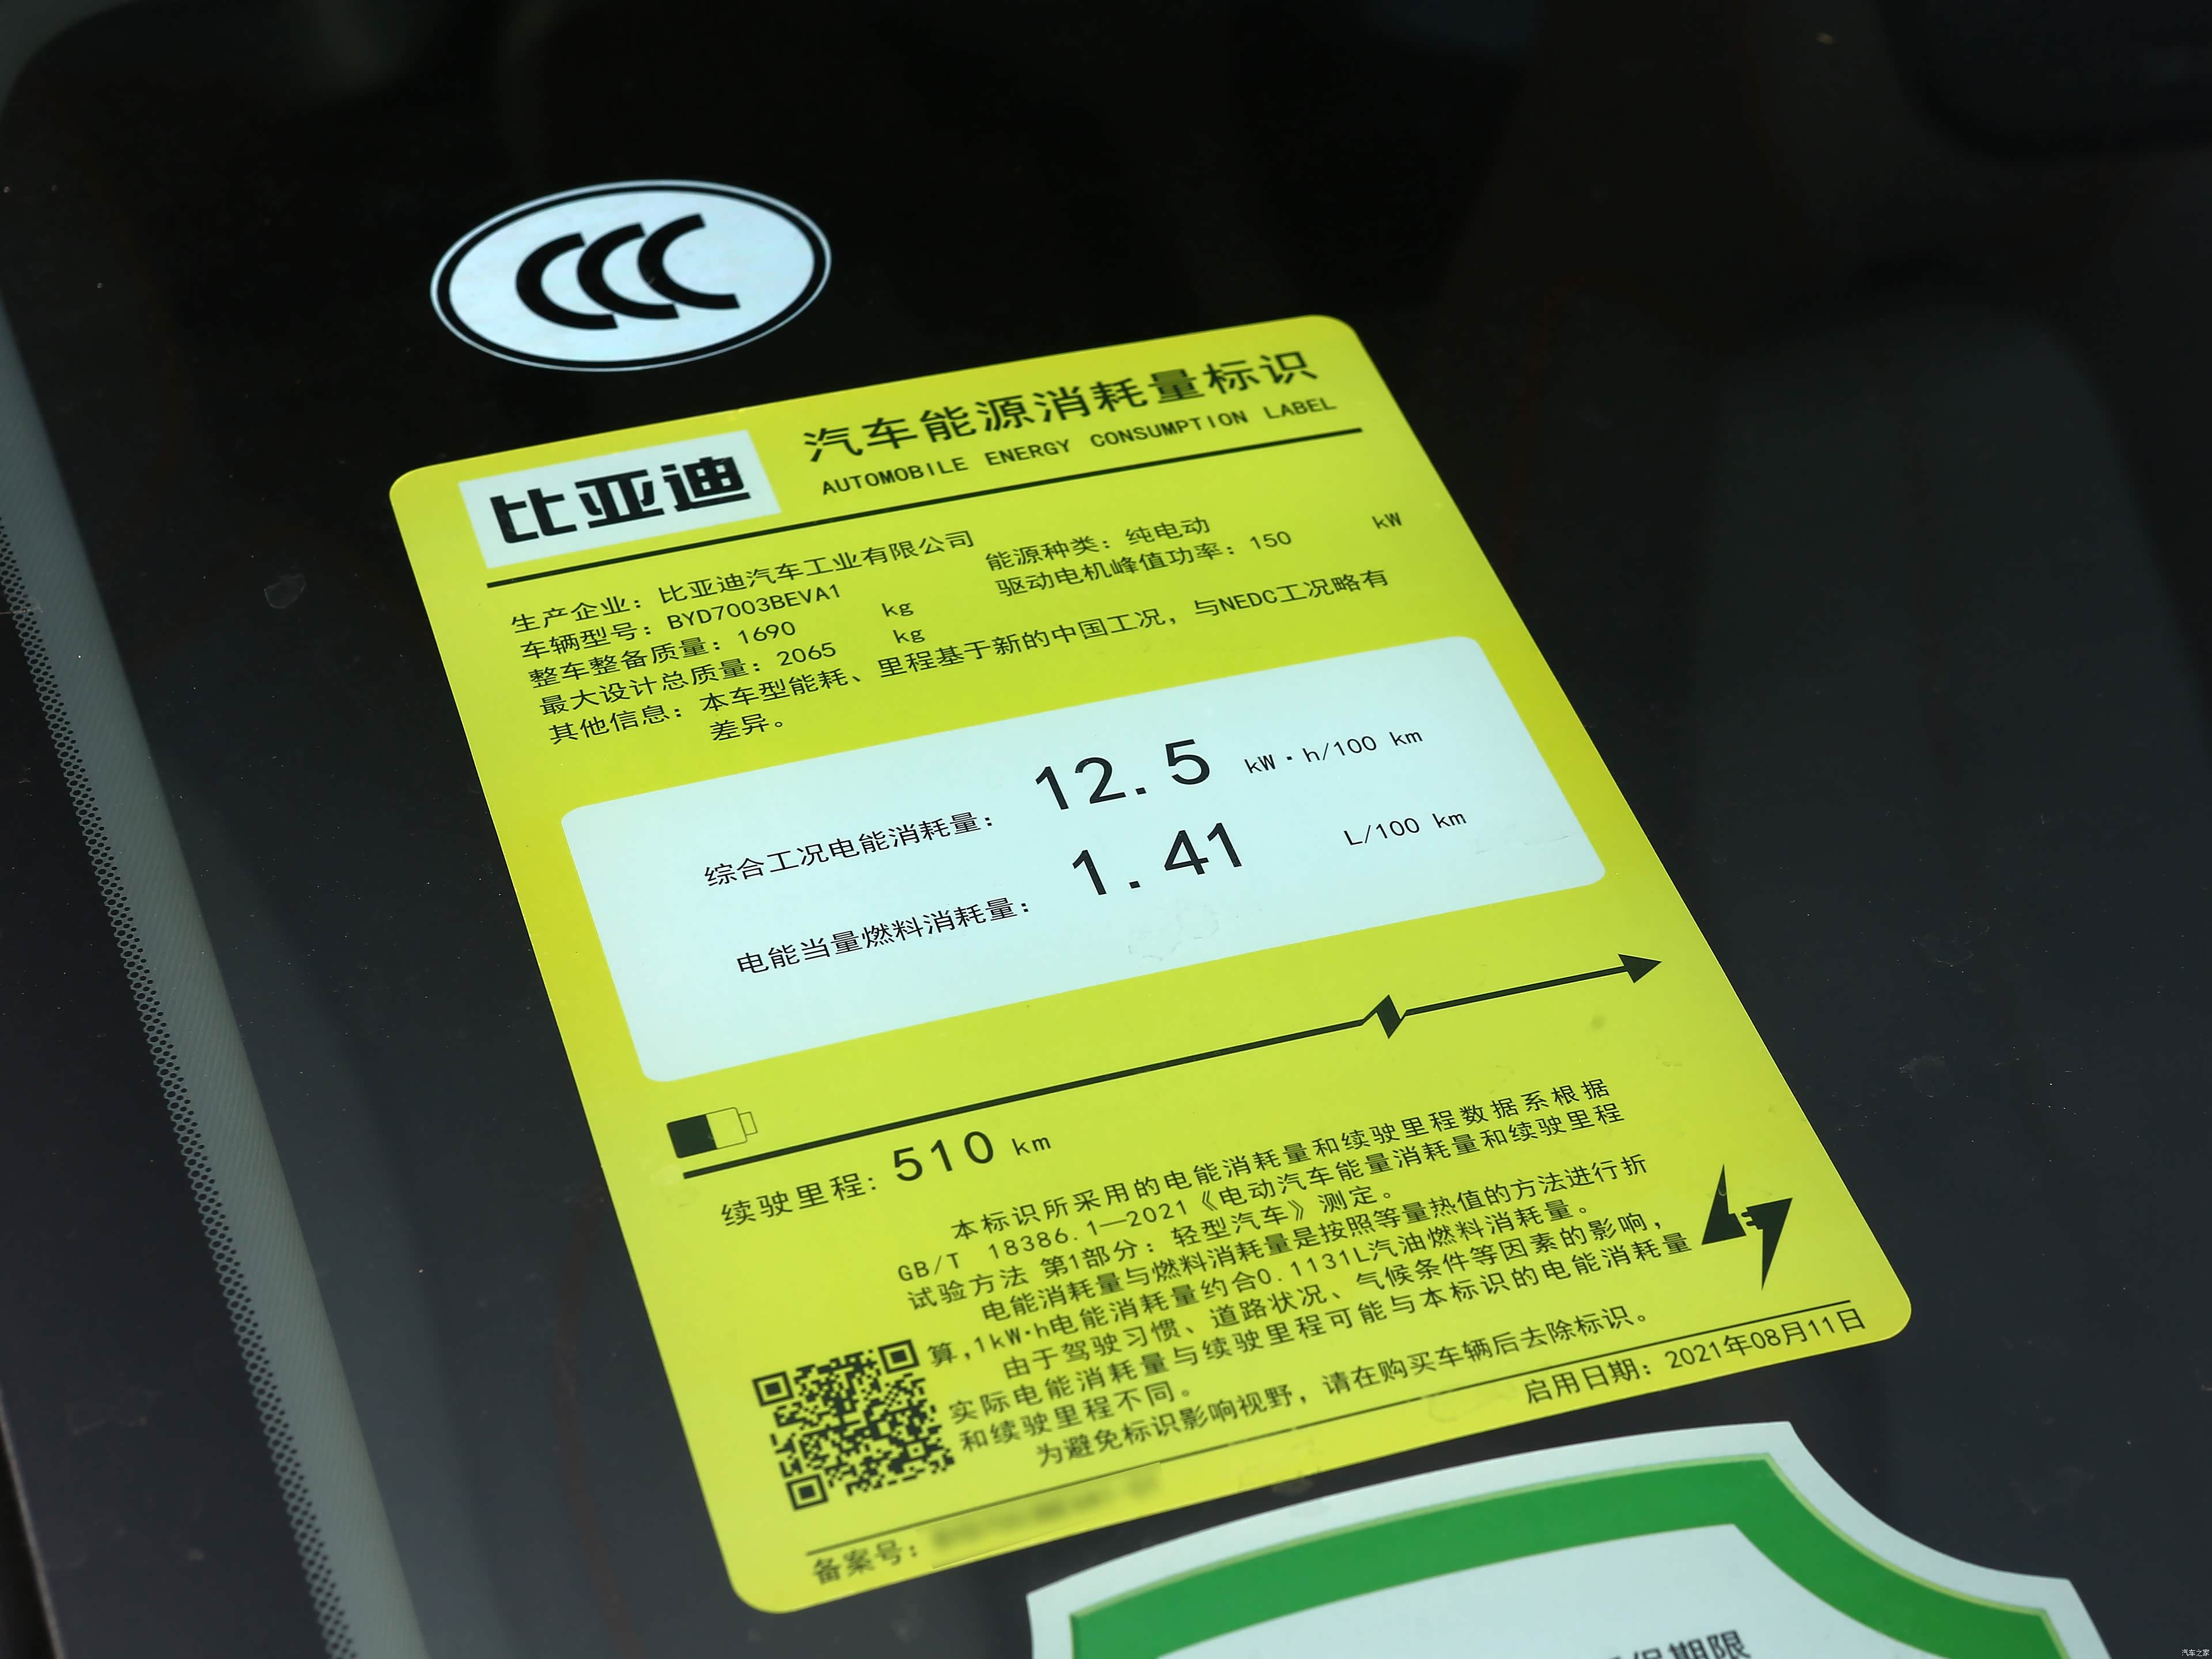 CCC
比亚迪
汽车能源消耗量标识
AUTOMOBILE ENERGY CONSUMPTION LABEL
生产企业：比亚迪汽车工业有限公司
能源种类：纯电动
车辆型号：BYD7003BEVA1
驱动电机峰值功率：150 kW
整车整备质量：1690 kg
最大设计总质量：2065 kg
其他信息：本车型能耗、里程基于新的中国工况，与NEDC工况略有
差异。
综合工况电能消耗量：12.5 kW·h/100 km
电能当量燃料消耗量：1.41 L/100 km
续驶里程：510 km
本标识所采用的电能消耗量和续驶里程数据系根据
GB/T 18386.1—2021《电动汽车能量消耗量和续驶里程
试验方法 第1部分：轻型汽车》测定。
电能消耗量与燃料消耗量是按照等量热值的方法进行折
算，1kW·h电能消耗量约合0.1131L汽油燃料消耗量。
由于驾驶习惯、道路状况、气候条件等因素的影响，
实际电能消耗量与续驶里程可能与本标识的电能消耗量
和续驶里程不同。
为避免标识影响视野，请在购买车辆后去除标识。
备案号：
启用日期：2021年08月11日
期限
汽车之家